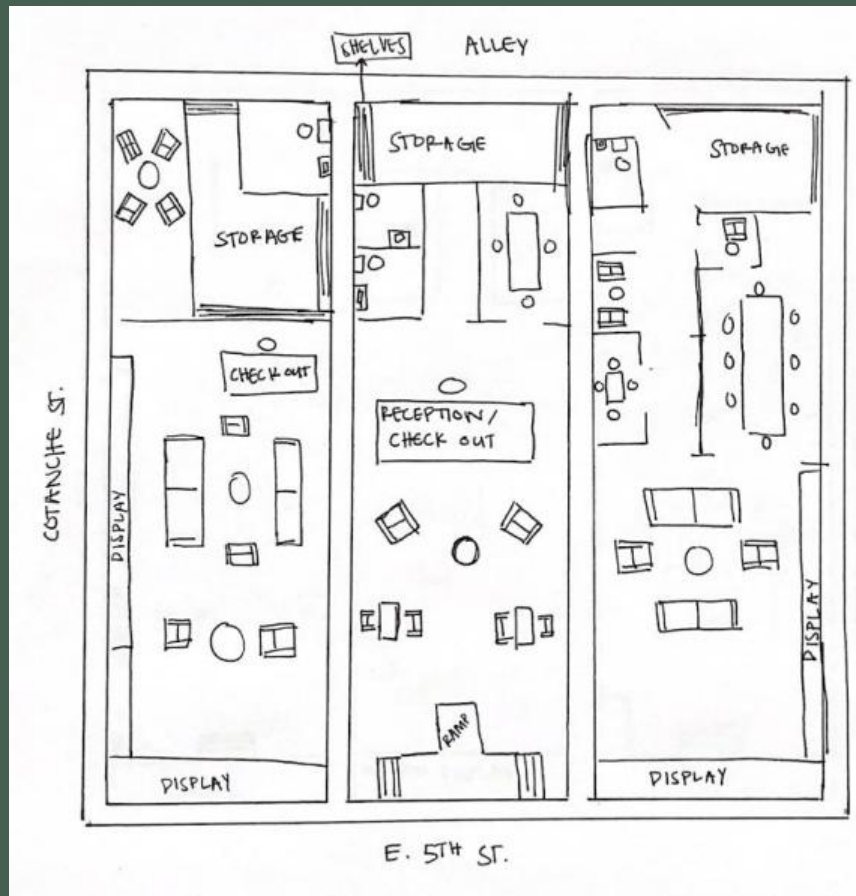 SHELVES
ALLEY
STORAGE
STORAGE
STORAGE
CHECK OUT
RECEPTION/
CHECK OUT
COTANCHE ST.
DISPLAY
DISPLAY
RAMP
DISPLAY
DISPLAY
E. 5TH ST.